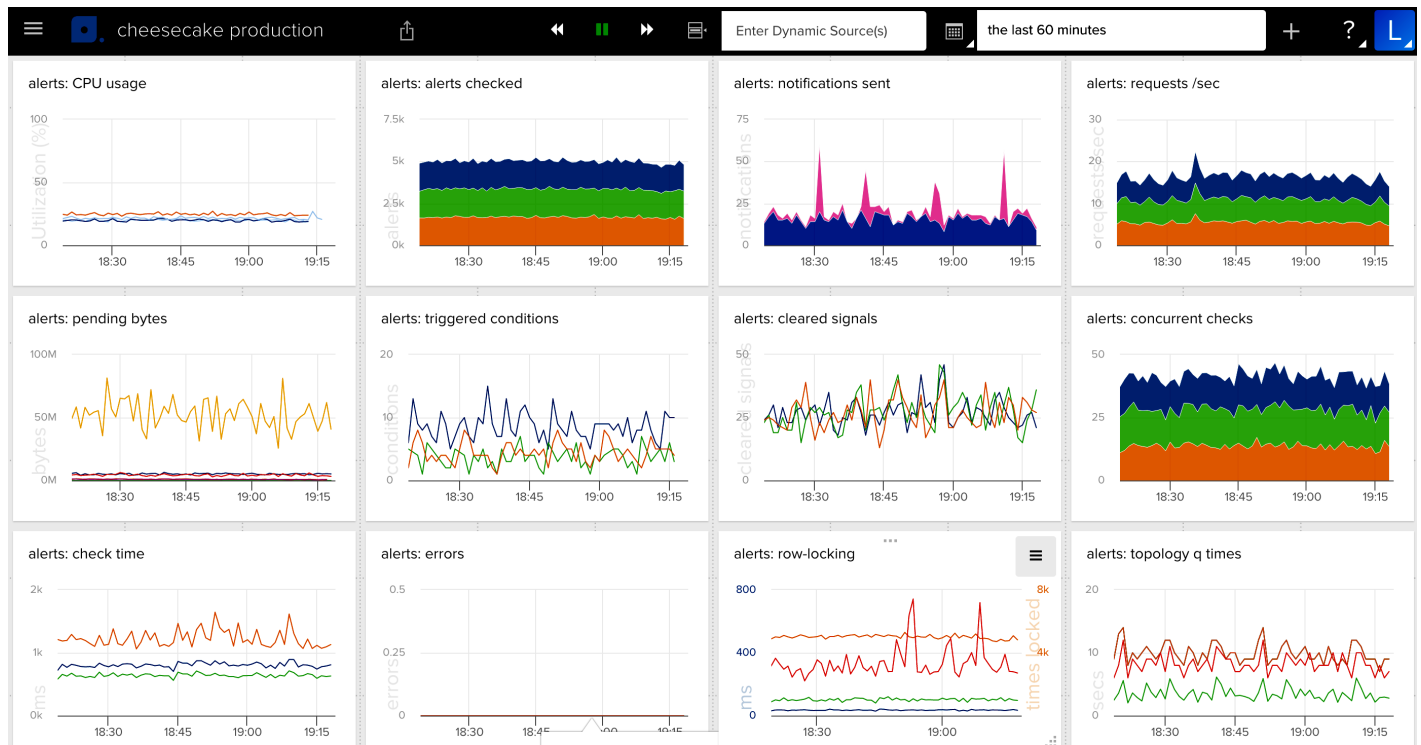 cheesecake production
Enter Dynamic Source(s)
the last 60 minutes
?
L
alerts: CPU usage
Utilization (%)
100
50
0
18:30 18:45 19:00 19:15
alerts: alerts checked
alerts
7.5k
5k
2.5k
0k
18:30 18:45 19:00 19:15
alerts: notifications sent
notifications
75
50
25
0
18:30 18:45 19:00 19:15
alerts: requests /sec
requests/sec
30
20
10
0
18:30 18:45 19:00 19:15
alerts: pending bytes
bytes
100M
50M
0M
18:30 18:45 19:00 19:15
alerts: triggered conditions
conditions
20
10
0
18:30 18:45 19:00 19:15
alerts: cleared signals
cleared signals
50
25
0
18:30 18:45 19:00 19:15
alerts: concurrent checks
50
25
0
18:30 18:45 19:00 19:15
alerts: check time
ms
2k
1k
0k
18:30 18:45 19:00 19:15
alerts: errors
errors
0.5
0.25
0
18:30 18:45 19:00 19:15
alerts: row-locking
ms
800
400
0
8k
4k
times locked
18:30 19:00
alerts: topology q times
secs
20
10
0
18:30 18:45 19:00 19:15